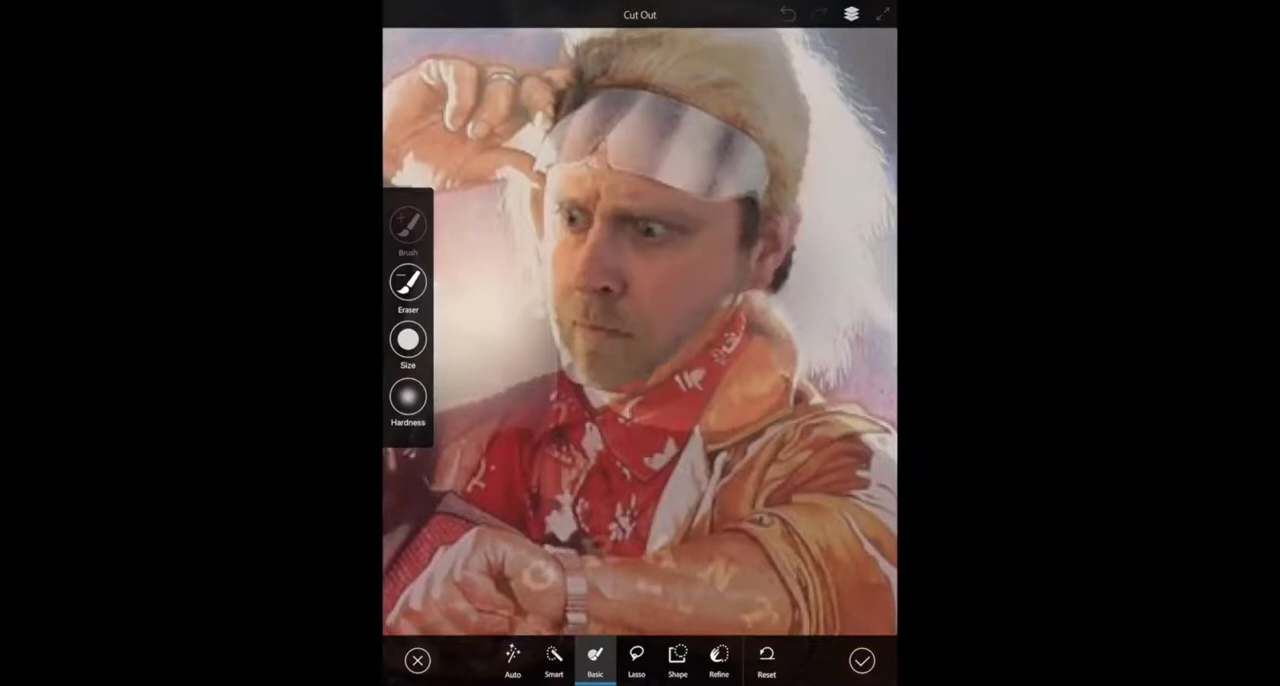 Cut Out
Brush
Eraser
Size
Hardness
Auto
Smart
Basic
Lasso
Shape
Refine
Reset